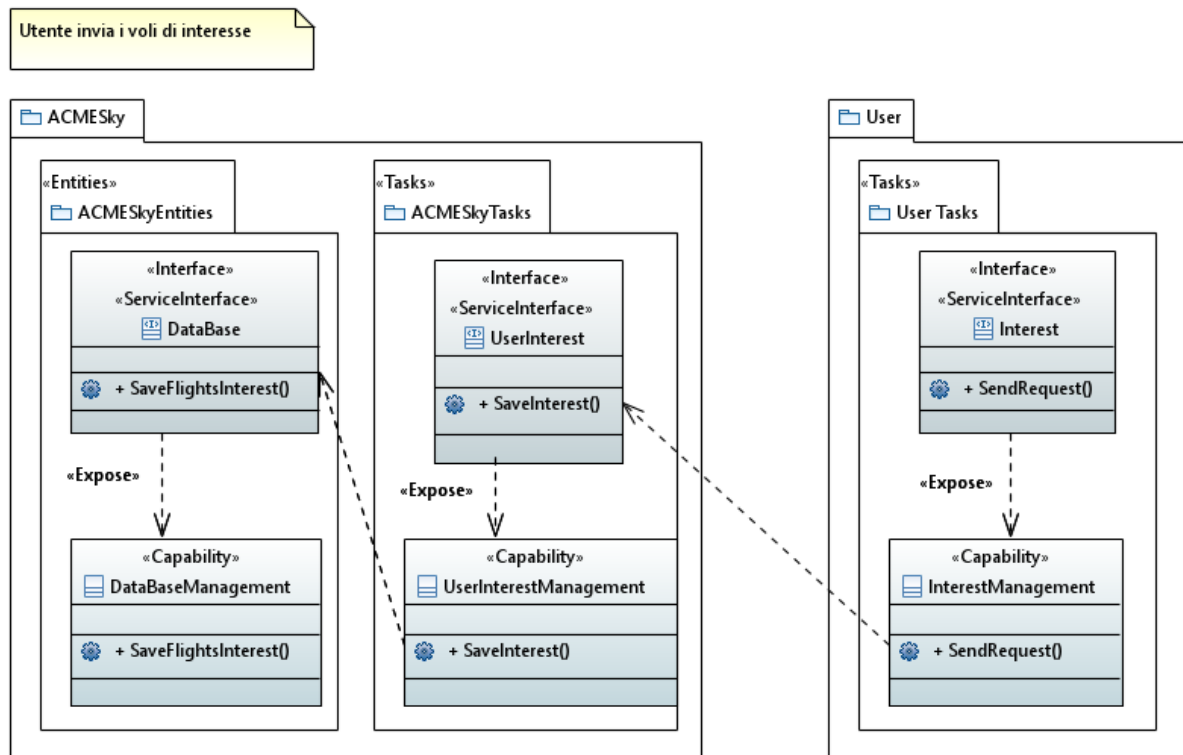 Utente invia i voli di interesse
ACMESky
«Entities»
ACMESkyEntities
«Interface»
«ServiceInterface»
DataBase
+ SaveFlightsInterest()
«Expose»
«Capability»
DataBaseManagement
+ SaveFlightsInterest()
«Tasks»
ACMESkyTasks
«Interface»
«ServiceInterface»
UserInterest
+ SaveInterest()
«Expose»
«Capability»
UserInterestManagement
+ SaveInterest()
User
«Tasks»
User Tasks
«Interface»
«ServiceInterface»
Interest
+ SendRequest()
«Expose»
«Capability»
InterestManagement
+ SendRequest()